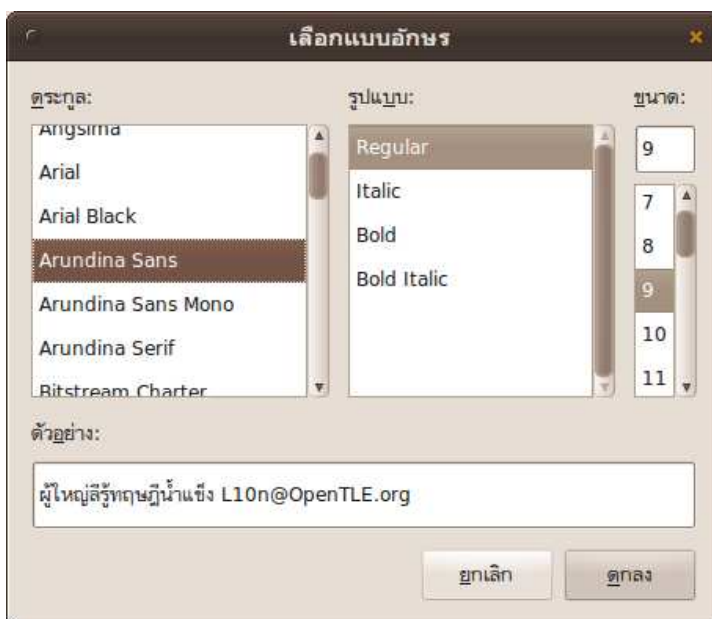 เลือกแบบอักษร
ตระกูล:
Angsima
Arial
Arial Black
Arundina Sans
Arundina Sans Mono
Arundina Serif
Bitstream Charter
รูปแบบ:
Regular
Italic
Bold
Bold Italic
ขนาด:
9
7
8
9
10
11
ตัวอย่าง:
ผู้ใหญ่ลีรู้ทฤษฎีน้ำแข็ง L10n@OpenTLE.org
ยกเลิก
ตกลง